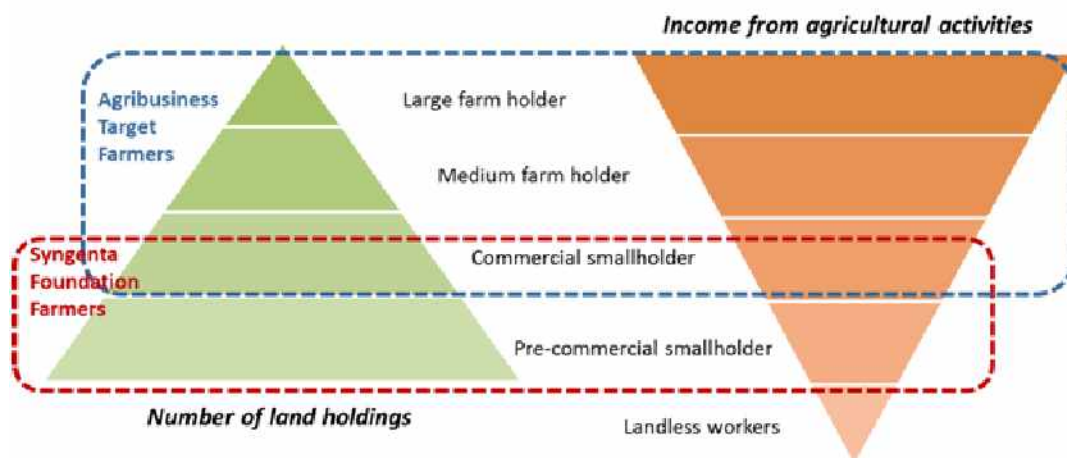 Income from agricultural activities
Agribusiness
Target
Farmers
Large farm holder
Medium farm holder
Syngenta
Foundation
Farmers
Commercial smallholder
Pre-commercial smallholder
Number of land holdings
Landless workers